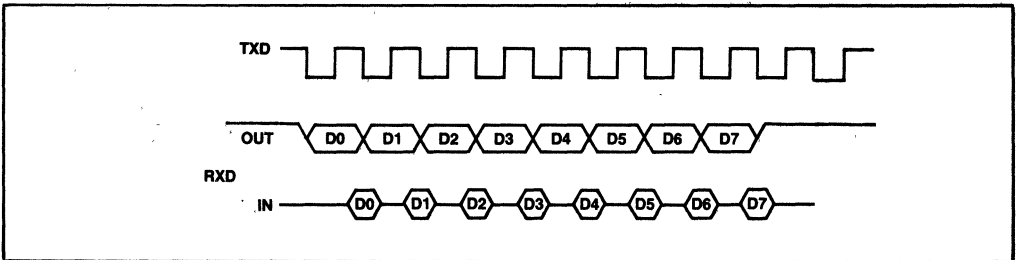 TXD
OUT D0 D1 D2 D3 D4 D5 D6 D7
RXD
IN D0 D1 D2 D3 D4 D5 D6 D7